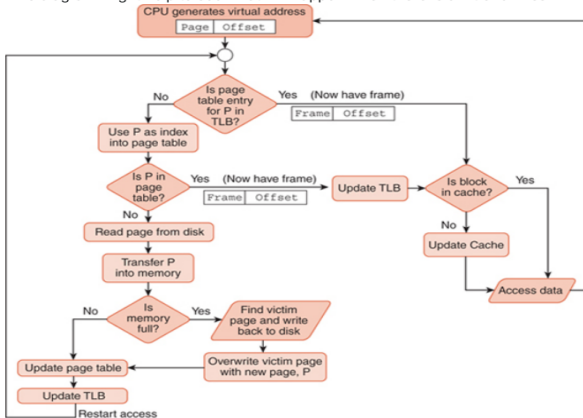 CPU generates virtual address
Page Offset
Is page
table entry
for P in
TLB?
No
Yes (Now have frame)
Frame Offset
Use P as index
into page table
Is P in
page
table?
Yes (Now have frame)
Frame Offset
Update TLB
Is block
in cache?
Yes
No
Update Cache
Access data
No
Read page from disk
Transfer P
into memory
Is
memory
full?
No
Yes
Find victim
page and write
back to disk
Overwrite victim page
with new page, P
Update page table
Update TLB
Restart access